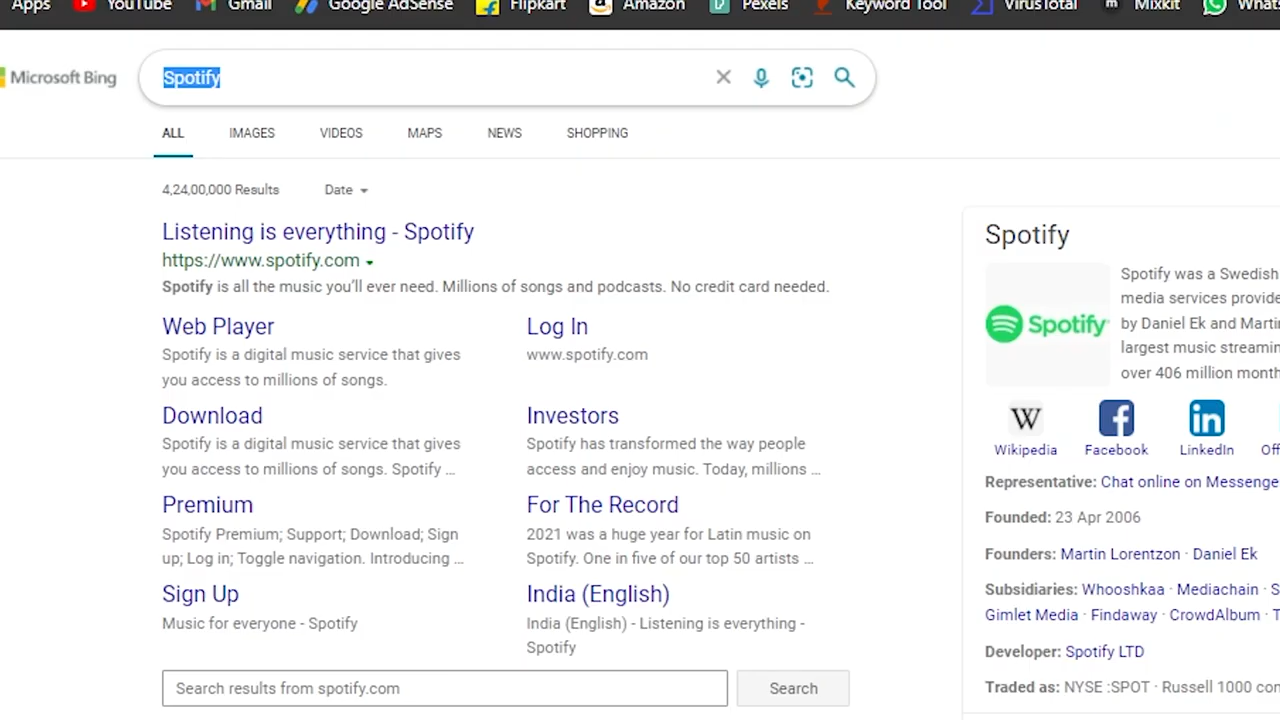 Apps YouTube Gmail Google AdSense Flipkart Amazon Pexels Keyword Tool VirusTotal Mixkit
Microsoft Bing
Spotify
ALL IMAGES VIDEOS MAPS NEWS SHOPPING
4,24,00,000 Results Date
Listening is everything - Spotify
https://www.spotify.com
Spotify is all the music you'll ever need. Millions of songs and podcasts. No credit card needed.
Web Player
Spotify is a digital music service that gives
you access to millions of songs.
Log In
www.spotify.com
Download
Spotify is a digital music service that gives
you access to millions of songs. Spotify ...
Investors
Spotify has transformed the way people
access and enjoy music. Today, millions ...
Premium
Spotify Premium; Support; Download; Sign
up; Log in; Toggle navigation. Introducing ...
For The Record
2021 was a huge year for Latin music on
Spotify. One in five of our top 50 artists ...
Sign Up
Music for everyone - Spotify
India (English)
India (English) - Listening is everything -
Spotify
Search results from spotify.com Search
Spotify
Spotify
Spotify was a Swedish
media services provide
by Daniel Ek and Marti
largest music streamin
over 406 million month
W
f
in
Wikipedia Facebook LinkedIn Off
Representative: Chat online on Messenge
Founded: 23 Apr 2006
Founders: Martin Lorentzon · Daniel Ek
Subsidiaries: Whooshkaa · Mediachain · S
Gimlet Media · Findaway · CrowdAlbum · T
Developer: Spotify LTD
Traded as: NYSE :SPOT · Russell 1000 con